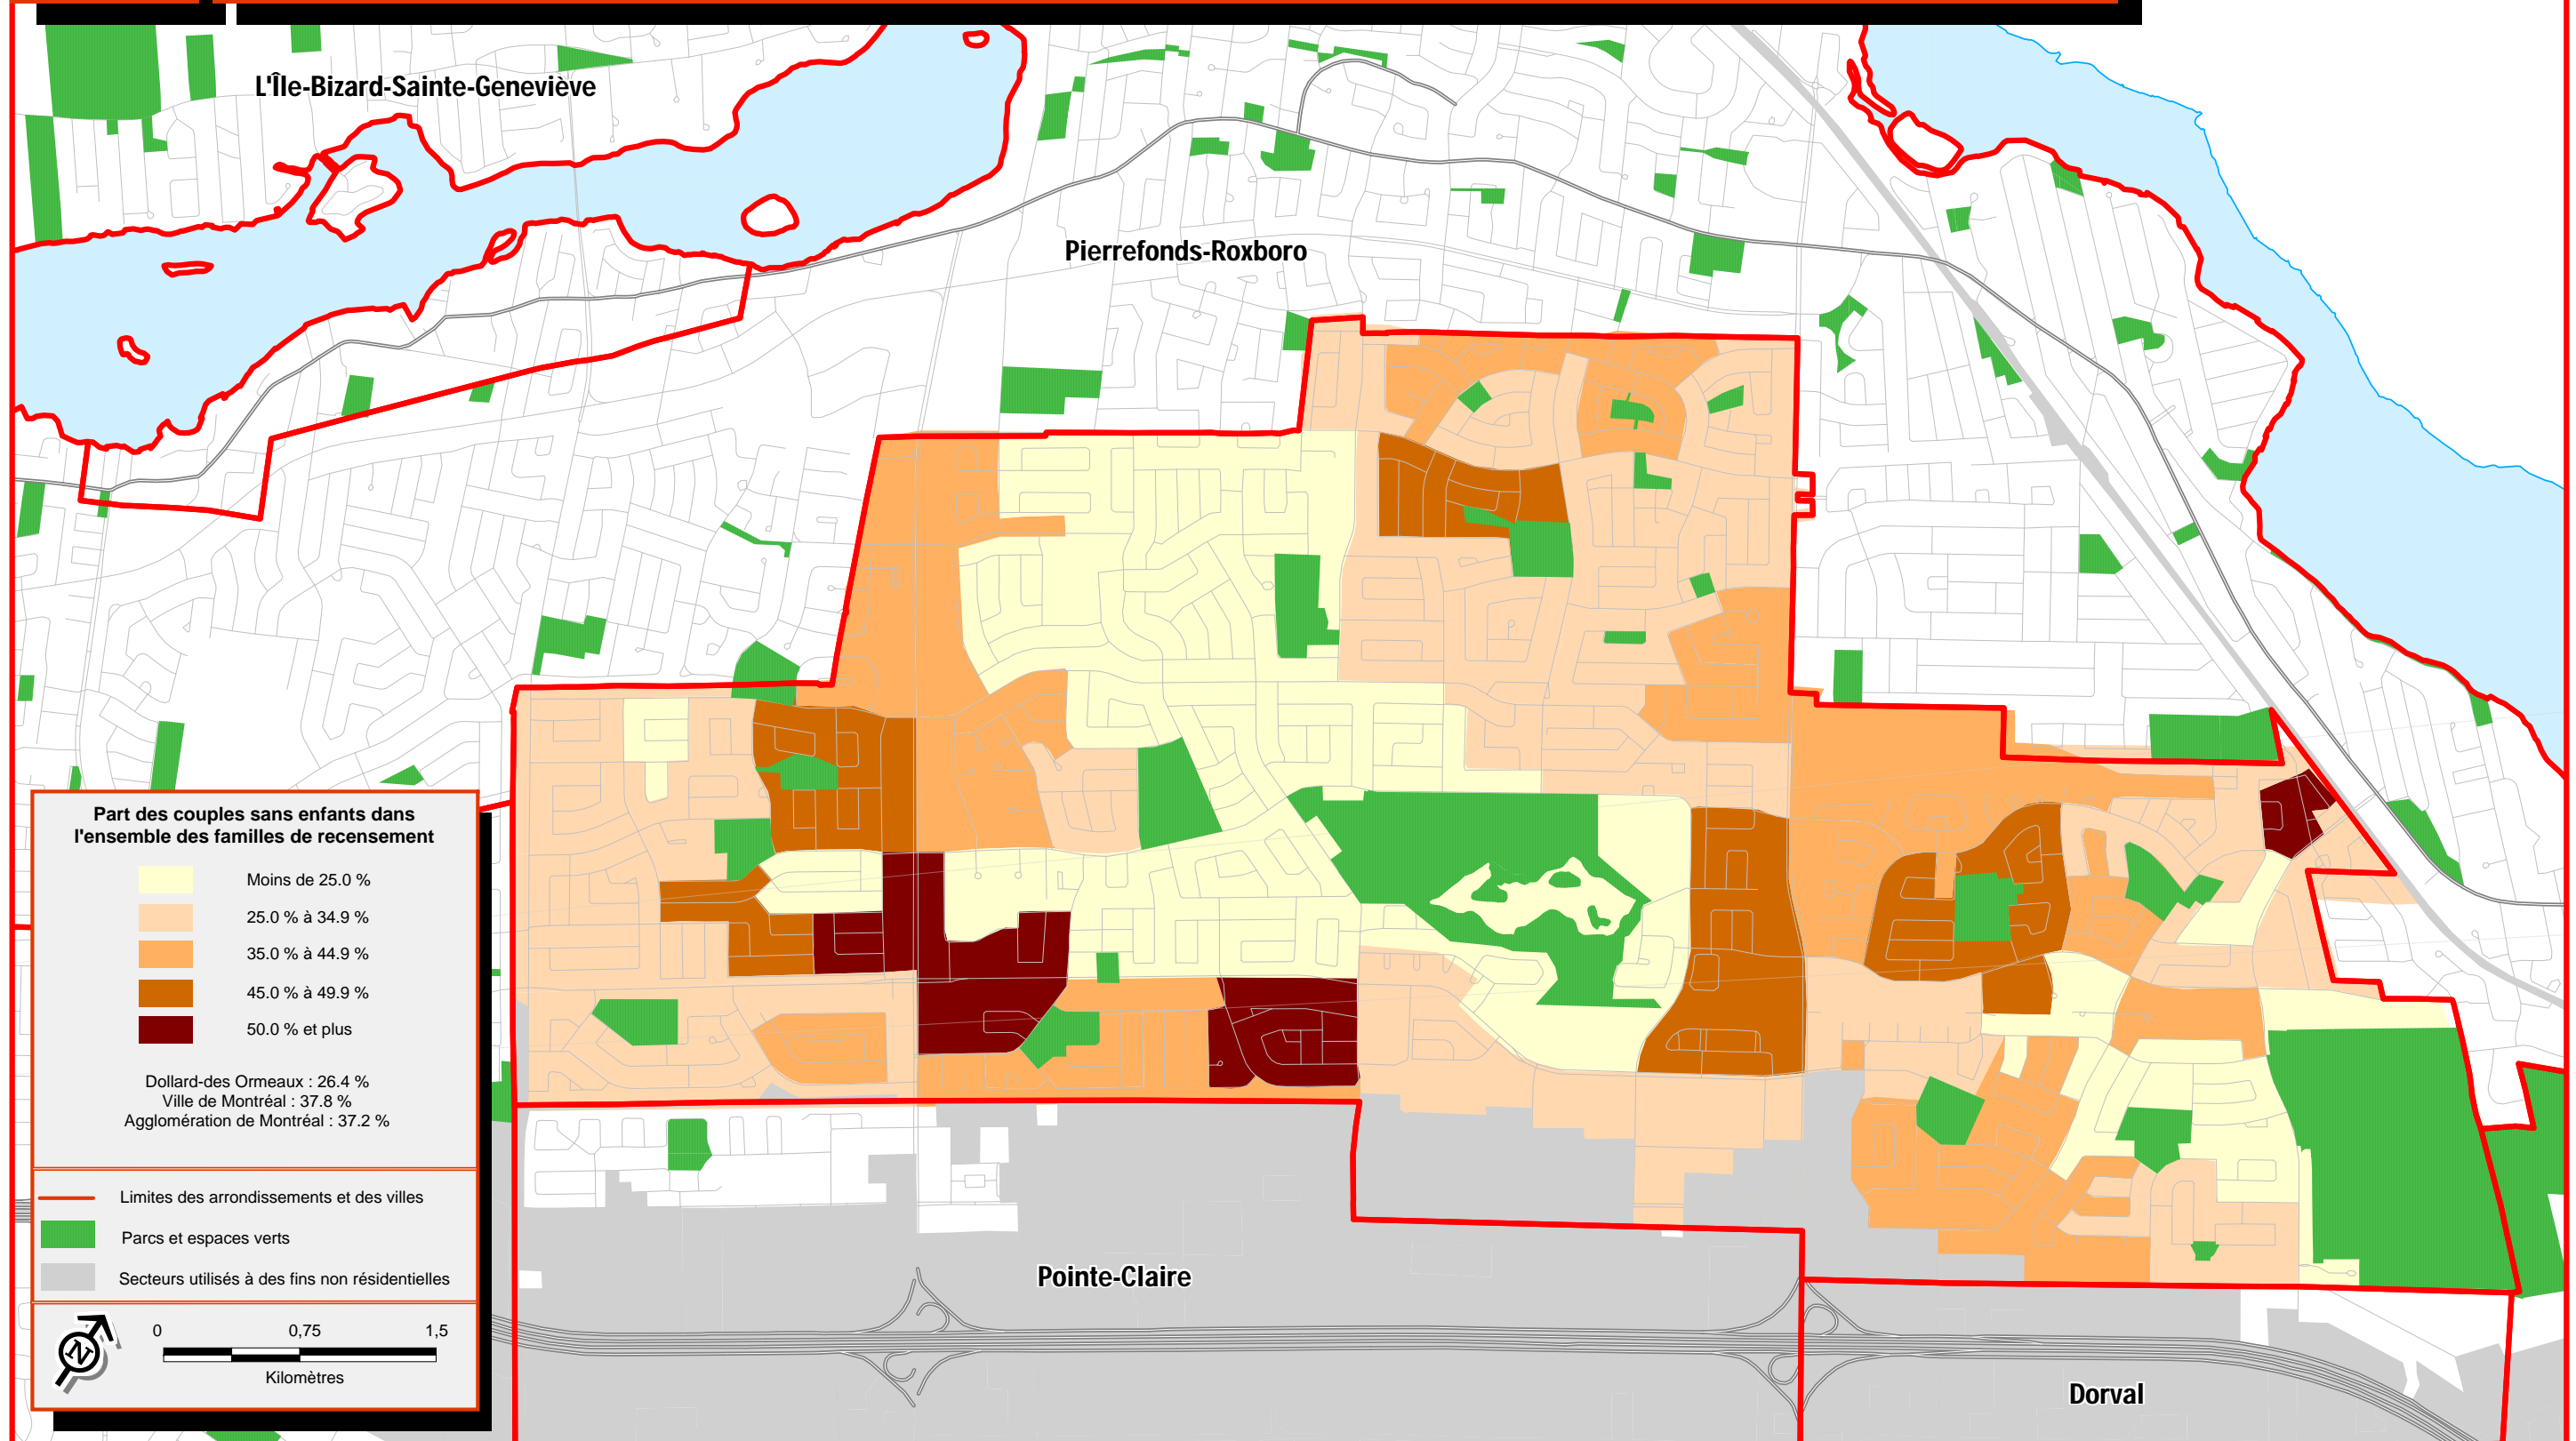 L'Île-Bizard-Sainte-Geneviève
Pierrefonds-Roxboro
Part des couples sans enfants dans
l'ensemble des familles de recensement
Moins de 25.0 %
25.0 % à 34.9 %
35.0 % à 44.9 %
45.0 % à 49.9 %
50.0 % et plus
Dollard-des Ormeaux : 26.4 %
Ville de Montréal : 37.8 %
Agglomération de Montréal : 37.2 %
Limites des arrondissements et des villes
Parcs et espaces verts
Secteurs utilisés à des fins non résidentielles
N
0 0,75 1,5
Kilomètres
Pointe-Claire
Dorval